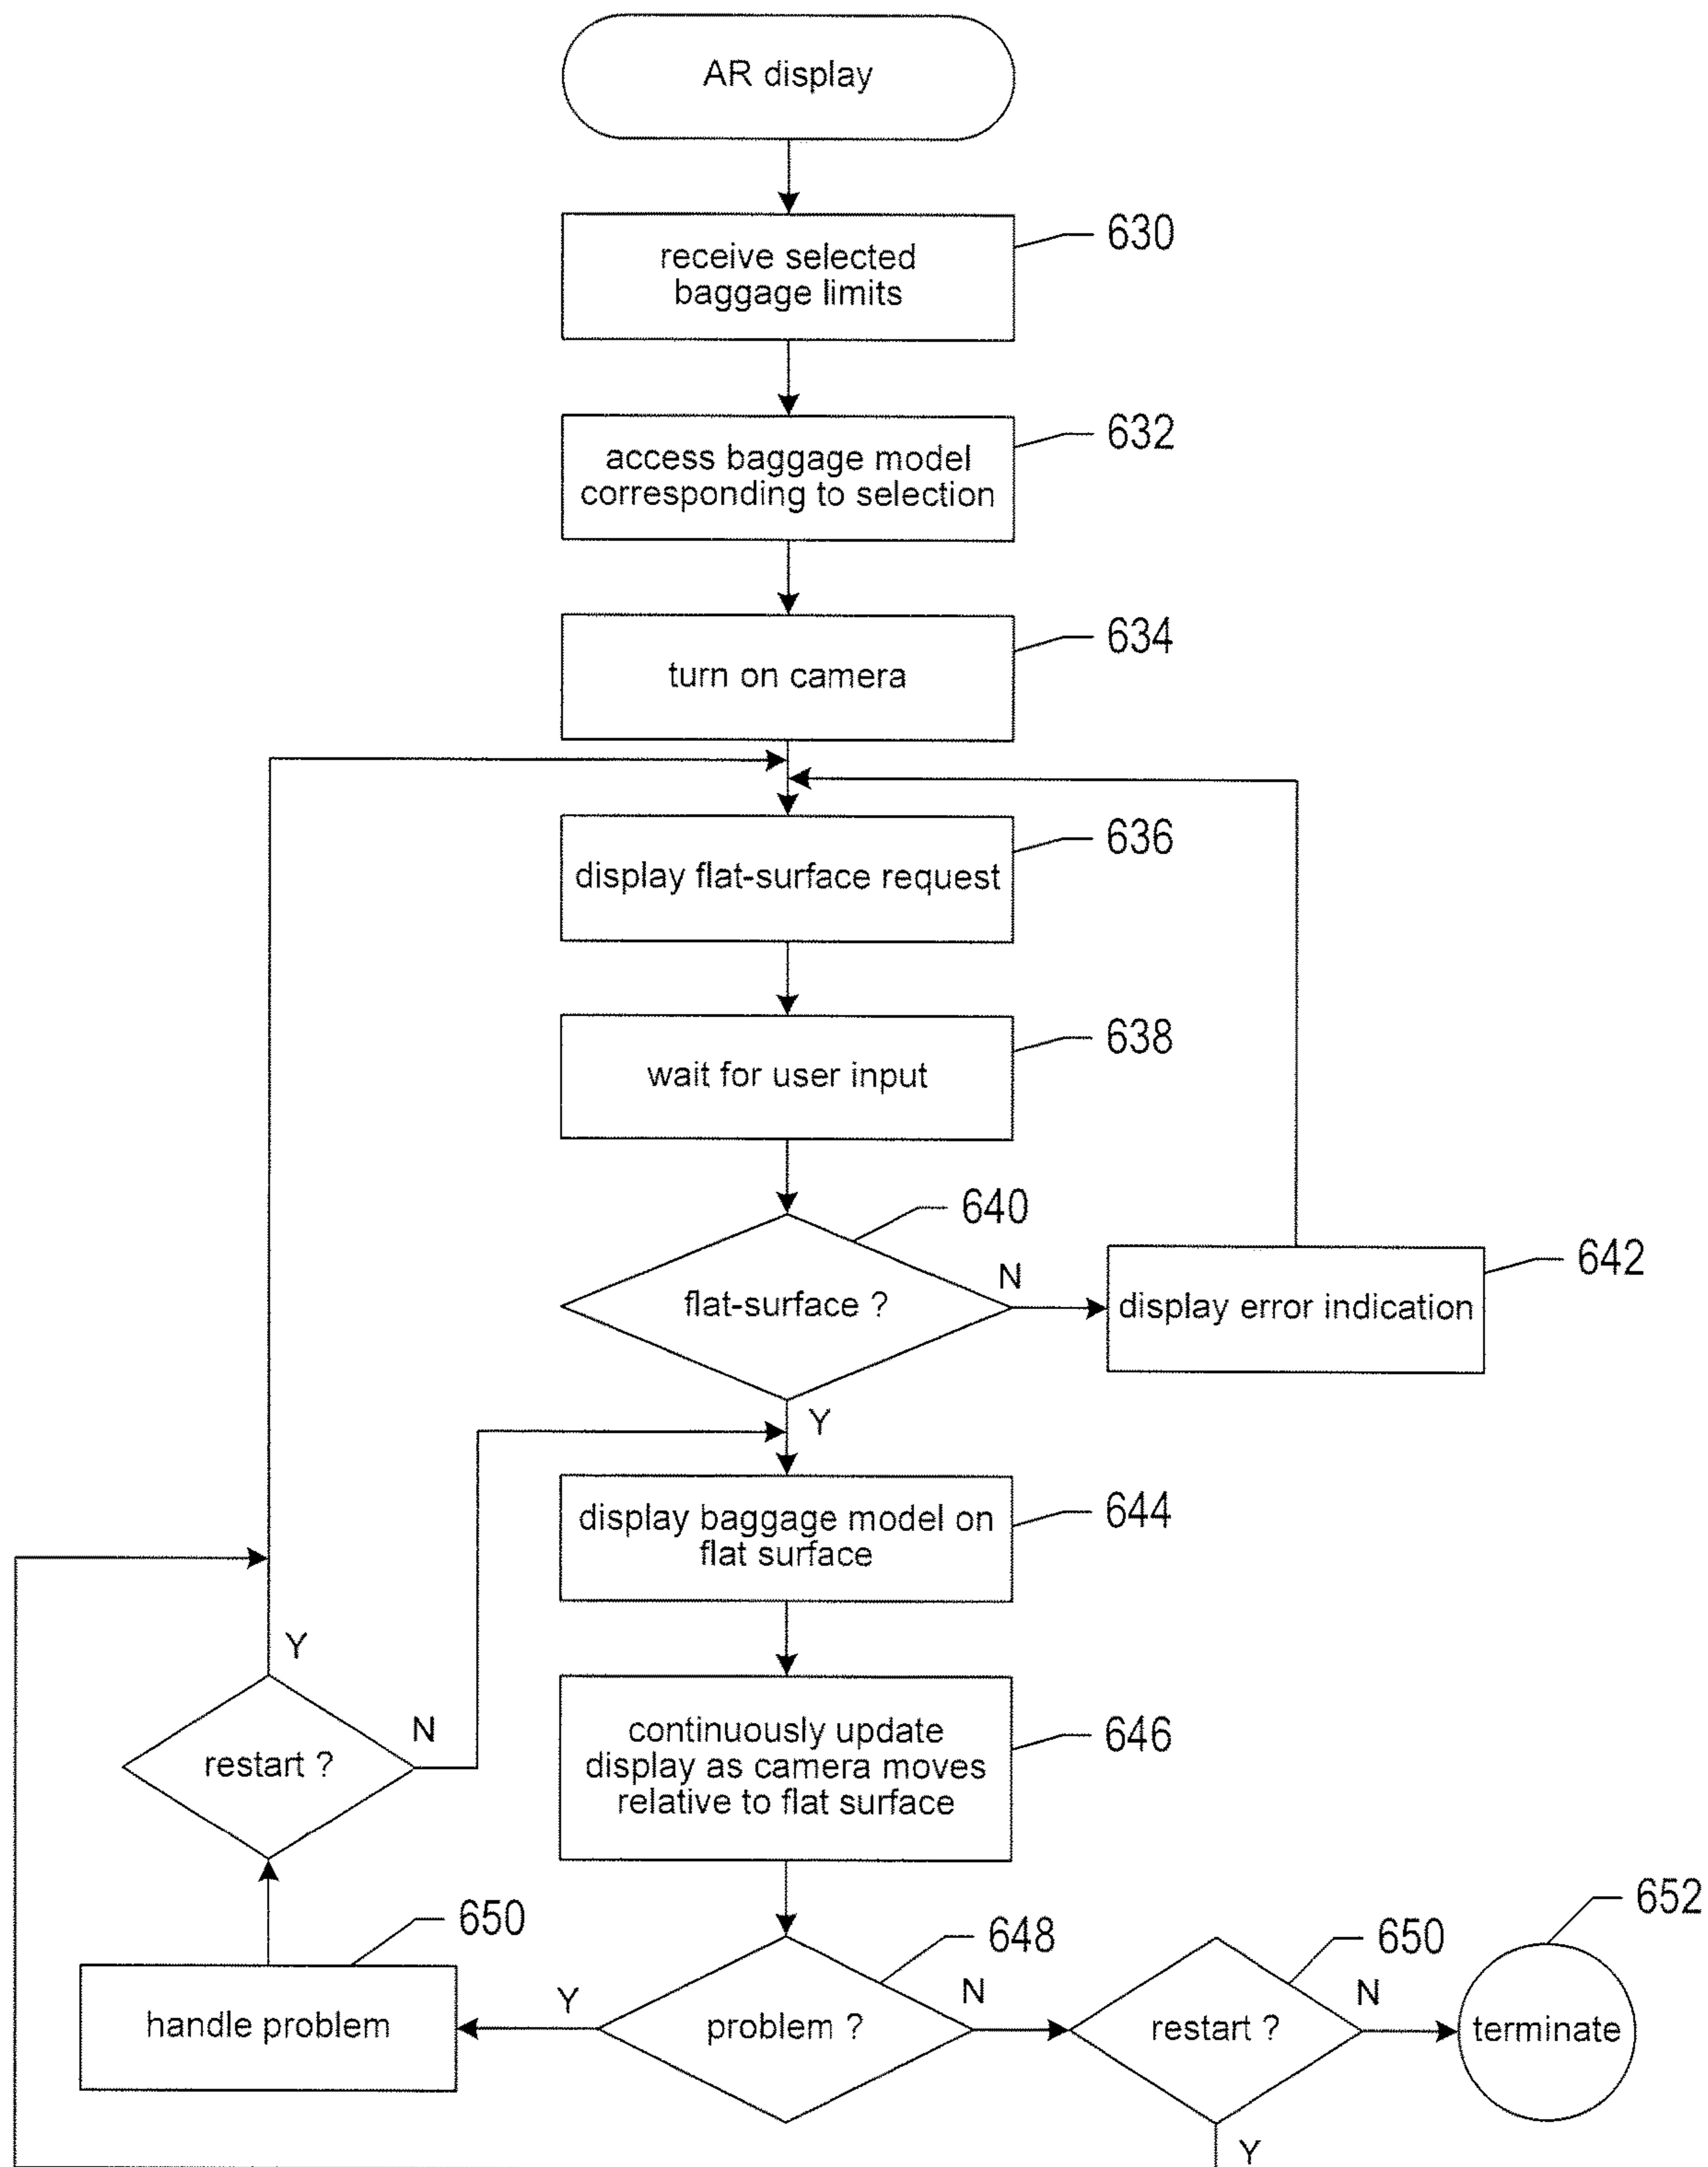 AR display
receive selected
baggage limits
630
access baggage model
corresponding to selection
632
turn on camera
634
display flat-surface request
636
wait for user input
638
flat-surface ?
640
N
display error indication
642
Y
display baggage model on
flat surface
644
continuously update
display as camera moves
relative to flat surface
646
Y
restart ?
N
handle problem
650
Y
problem ?
648
N
restart ?
650
N
Y
terminate
652